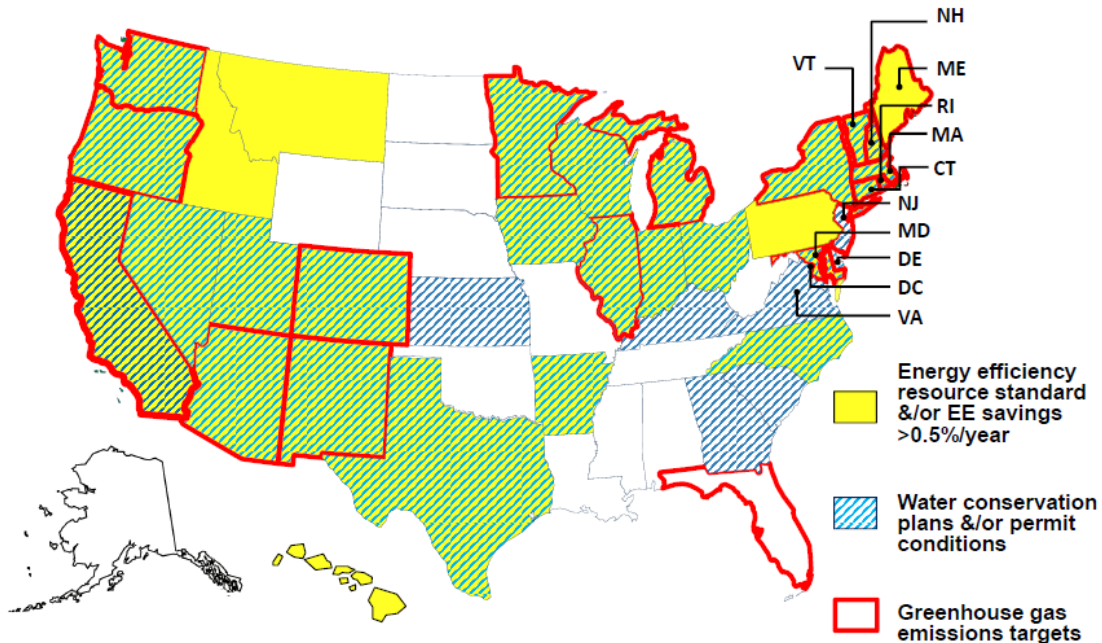 NH
VT
ME
RI
MA
CT
NJ
MD
DE
DC
VA
Energy efficiency
resource standard
&/or EE savings
>0.5%/year
Water conservation
plans &/or permit
conditions
Greenhouse gas
emissions targets